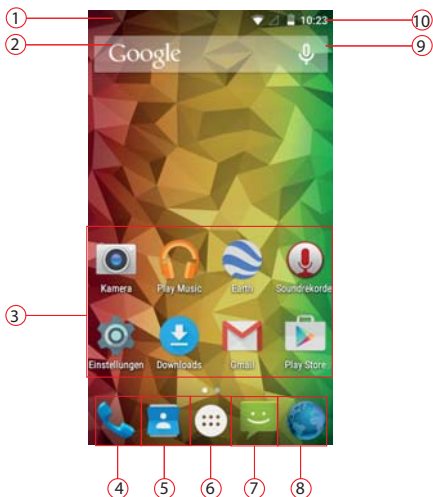 1
10:23
10
2
Google
9
Kamera
Play Music
Earth
Soundrekorde
3
Einstellungen
Downloads
Gmail
Play Store
4
5
6
7
8